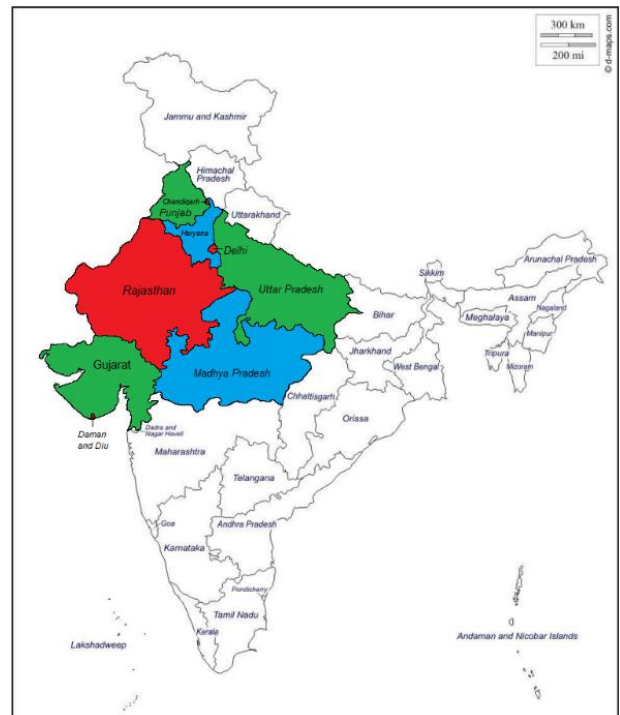 300 km
200 mi
© d-maps.com
Jammu and Kashmir
Himachal
Pradesh
Chandigarh
Punjab
Uttarakhand
Haryana
Delhi
Arunachal Pradesh
Sikkim
Rajasthan
Uttar Pradesh
Assam
Nagaland
Bihar
Meghalaya
Manipur
Jharkhand
Tripura
Mizoram
Gujarat
Madhya Pradesh
West Bengal
Chhattisgarh
Orissa
Daman
and Diu
Dadra and
Nagar Haveli
Maharashtra
Telangana
Goa
Andhra Pradesh
Karnataka
Pondicherry
Tamil Nadu
Kerala
Lakshadweep
Andaman and Nicobar Islands